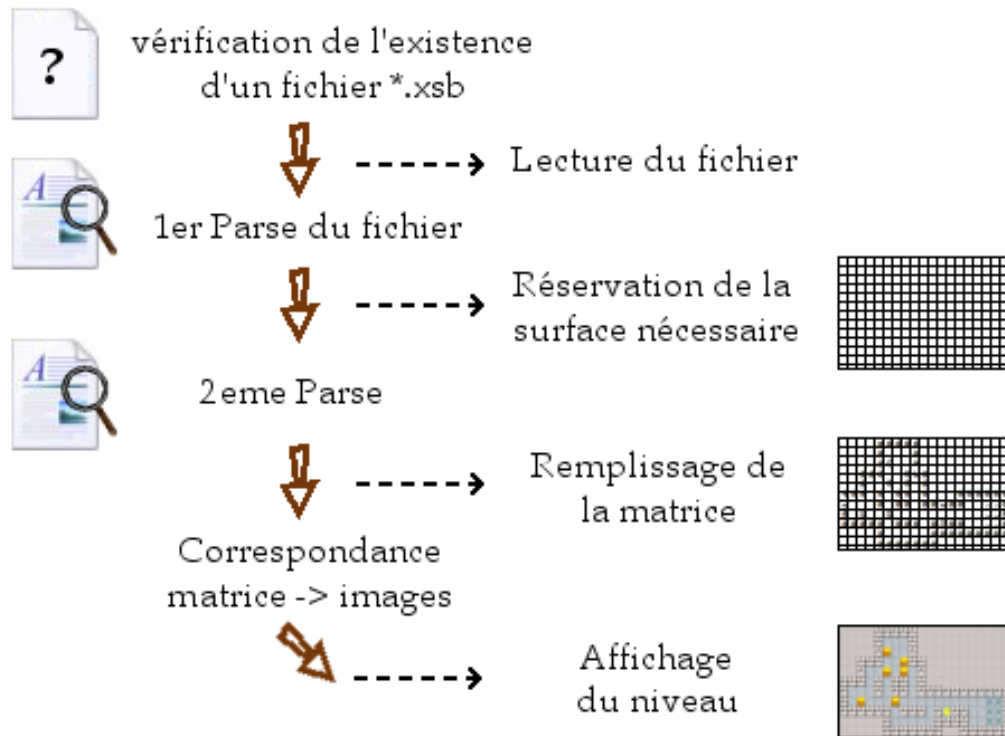 ?
vérification de l'existence
d'un fichier *.xsb
Lecture du fichier
A
1er Parse du fichier
Réservation de la
surface nécessaire
A
2eme Parse
Remplissage de
la matrice
Correspondance
matrice -> images
Affichage
du niveau